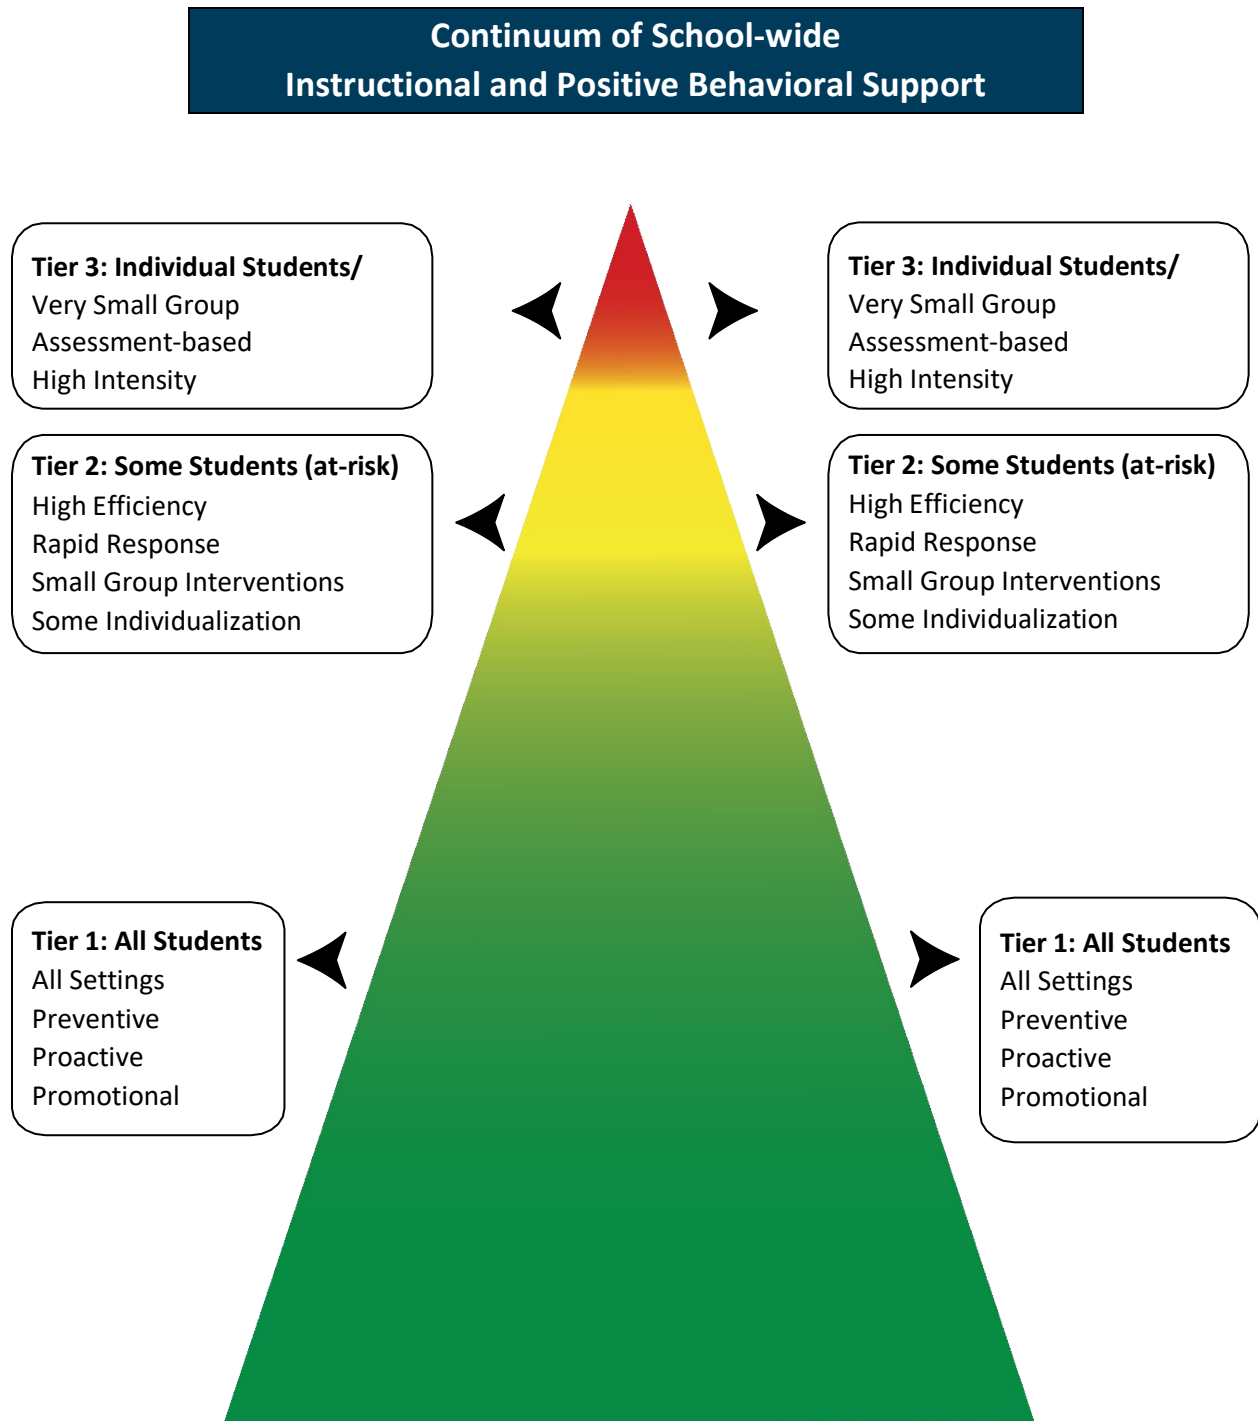 Continuum of School-wide
Instructional and Positive Behavioral Support
Tier 3: Individual Students/
Very Small Group
Assessment-based
High Intensity
Tier 3: Individual Students/
Very Small Group
Assessment-based
High Intensity
Tier 2: Some Students (at-risk)
High Efficiency
Rapid Response
Small Group Interventions
Some Individualization
Tier 2: Some Students (at-risk)
High Efficiency
Rapid Response
Small Group Interventions
Some Individualization
Tier 1: All Students
All Settings
Preventive
Proactive
Promotional
Tier 1: All Students
All Settings
Preventive
Proactive
Promotional